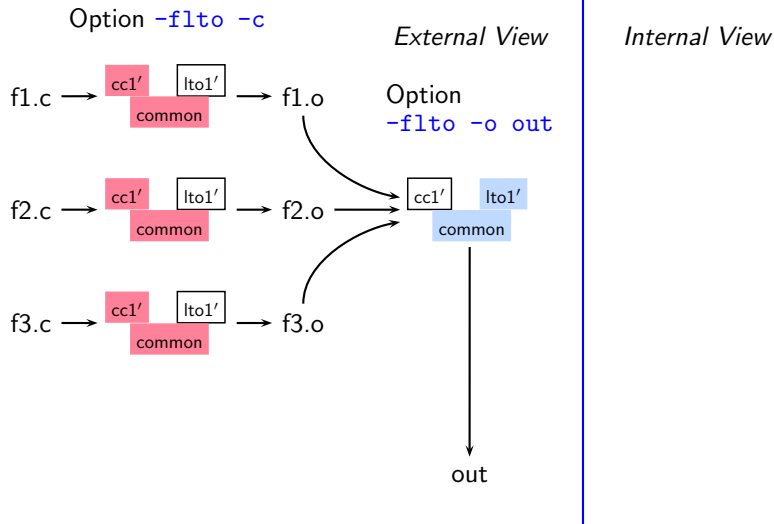 Option -flto -c
External View
Internal View
Option
-flto -o out
f1.c
cc1′
lto1′
common
f1.o
f2.c
cc1′
lto1′
common
f2.o
cc1′
lto1′
common
f3.c
cc1′
lto1′
common
f3.o
out